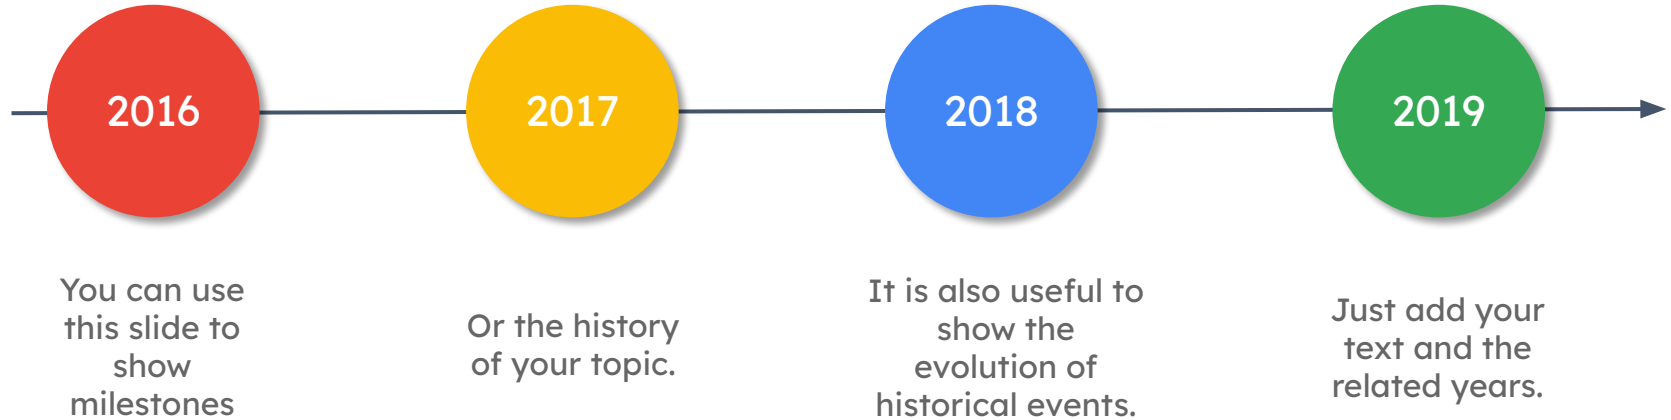 2016
2017
2018
2019
You can use
this slide to
show
milestones
Or the history
of your topic.
It is also useful to
show the
evolution of
historical events.
Just add your
text and the
related years.